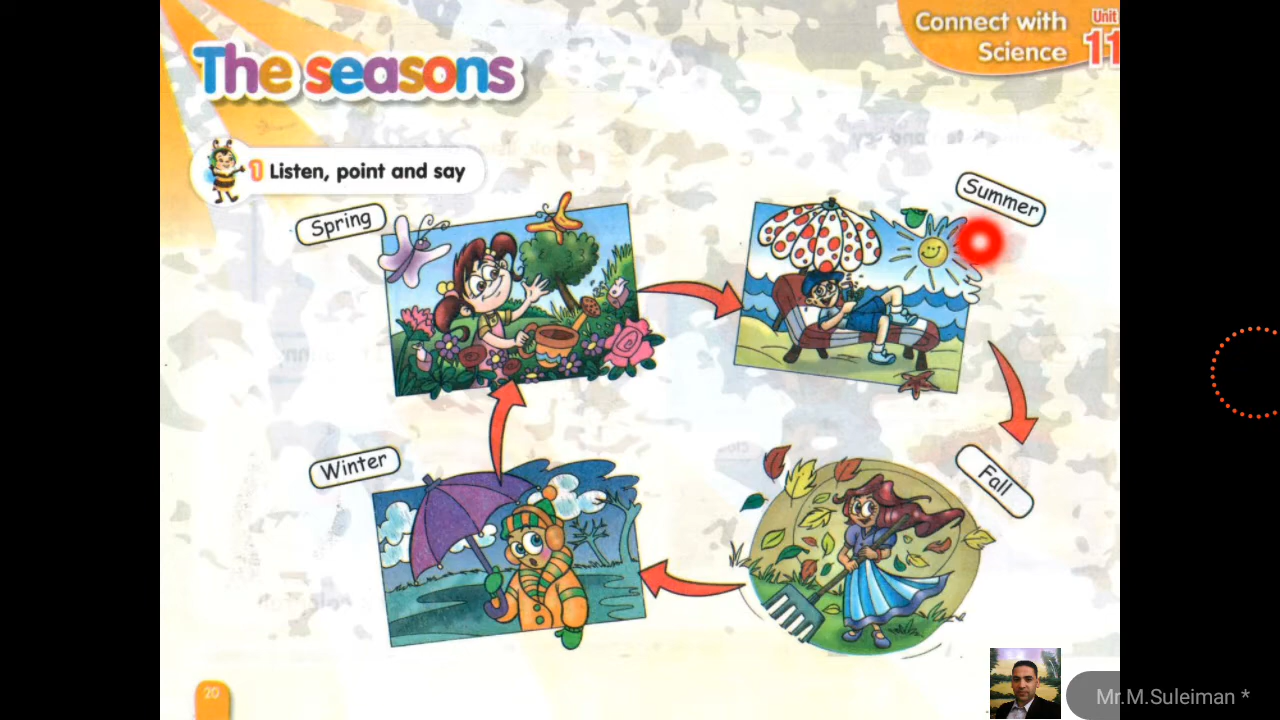 Connect with Unit
Science 11
The seasons
1 Listen, point and say
Spring
Summer
Winter
Fall
20
Mr.M.Suleiman *